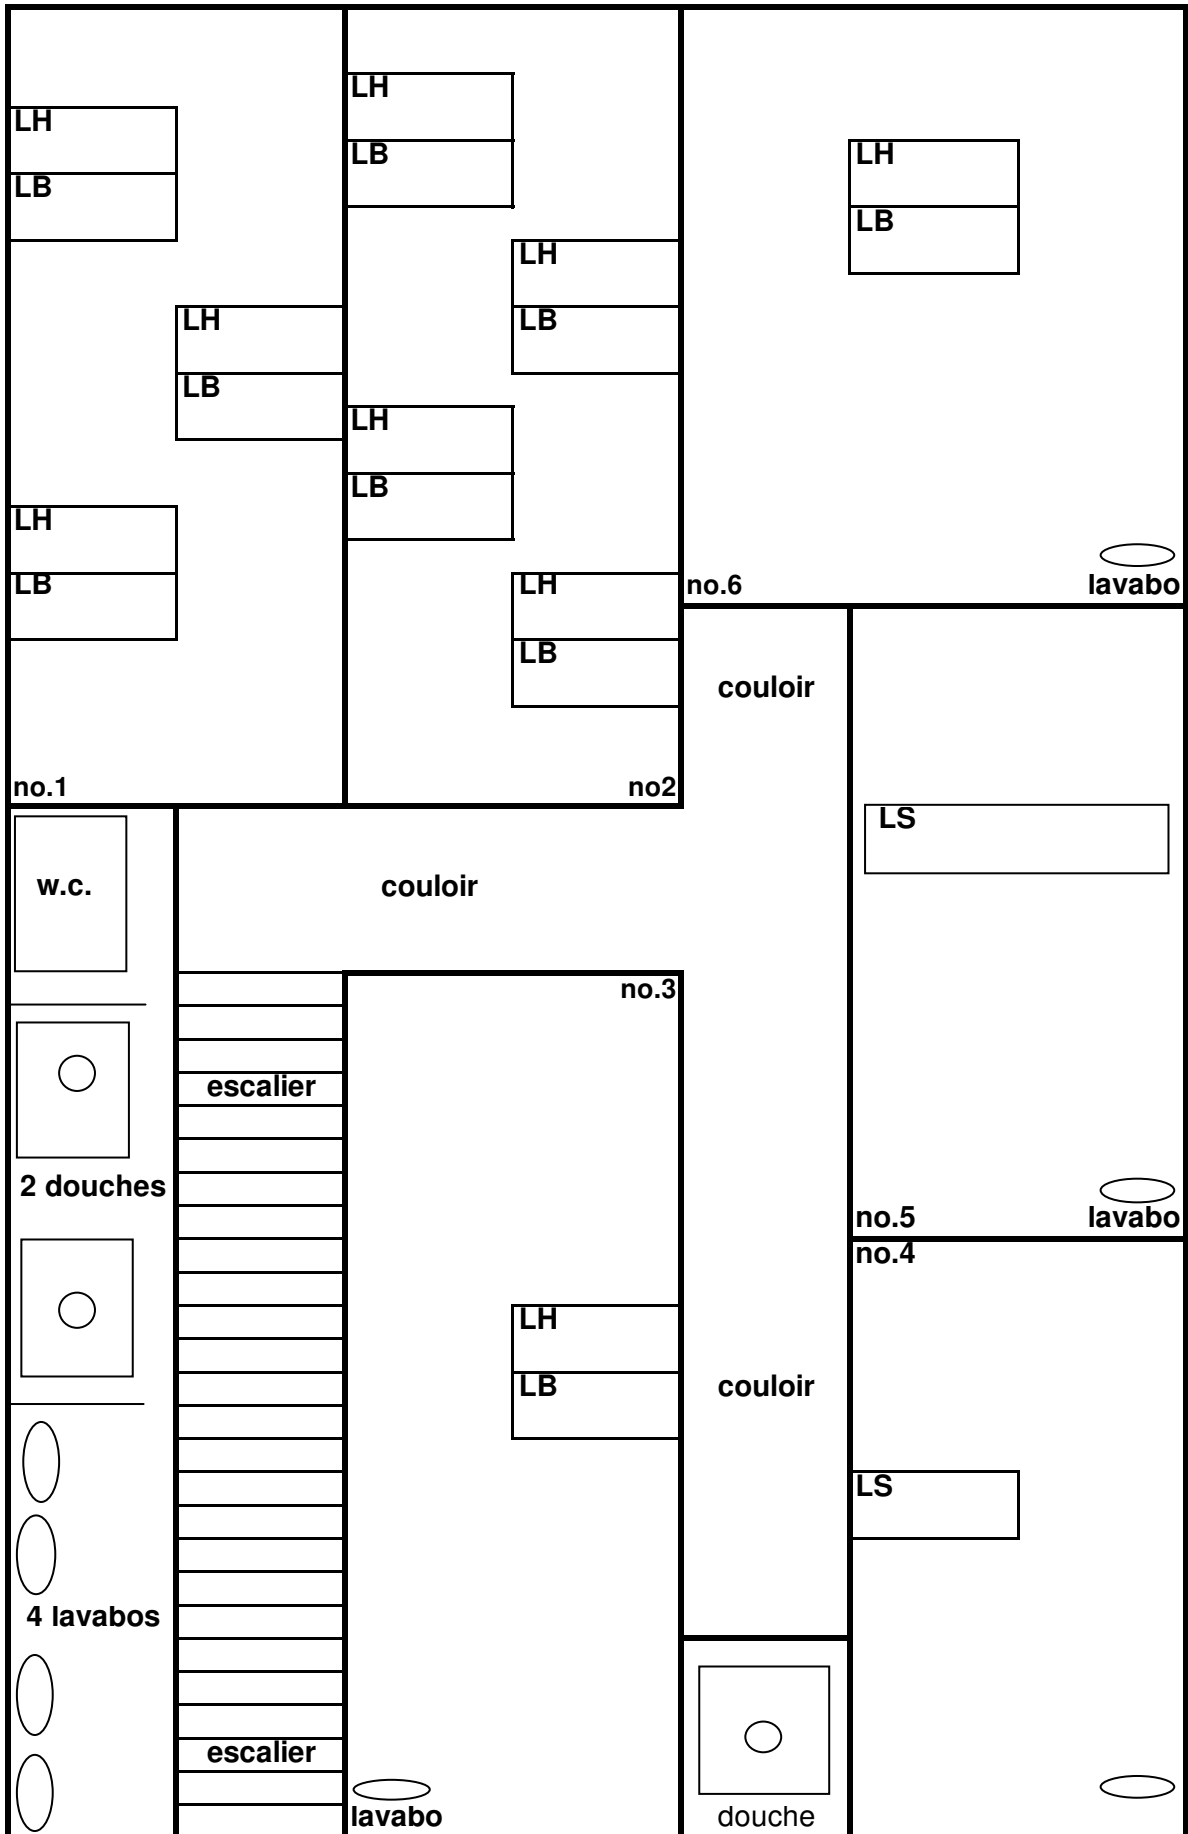 LH
LB
LH
LB
LH
LB
no.1
LH
LB
LH
LB
LH
LB
LH
LB
no2
LH
LB
no.6
lavabo
couloir
LS
no.5
lavabo
w.c.
couloir
2 douches
4 lavabos
escalier
escalier
no.3
LH
LB
lavabo
couloir
douche
no.4
LS